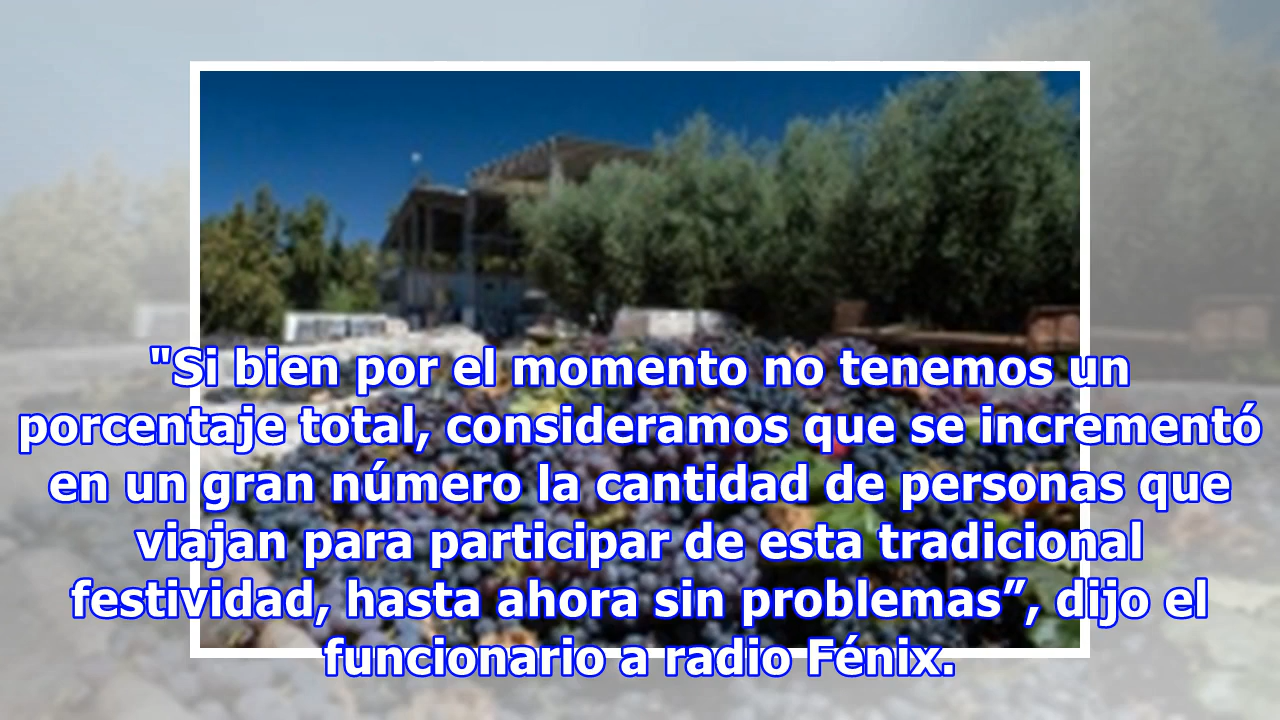 "Si bien por el momento no tenemos un
porcentaje total, consideramos que se incrementó
en un gran número la cantidad de personas que
viajan para participar de esta tradicional
festividad, hasta ahora sin problemas”, dijo el
funcionario a radio Fénix.